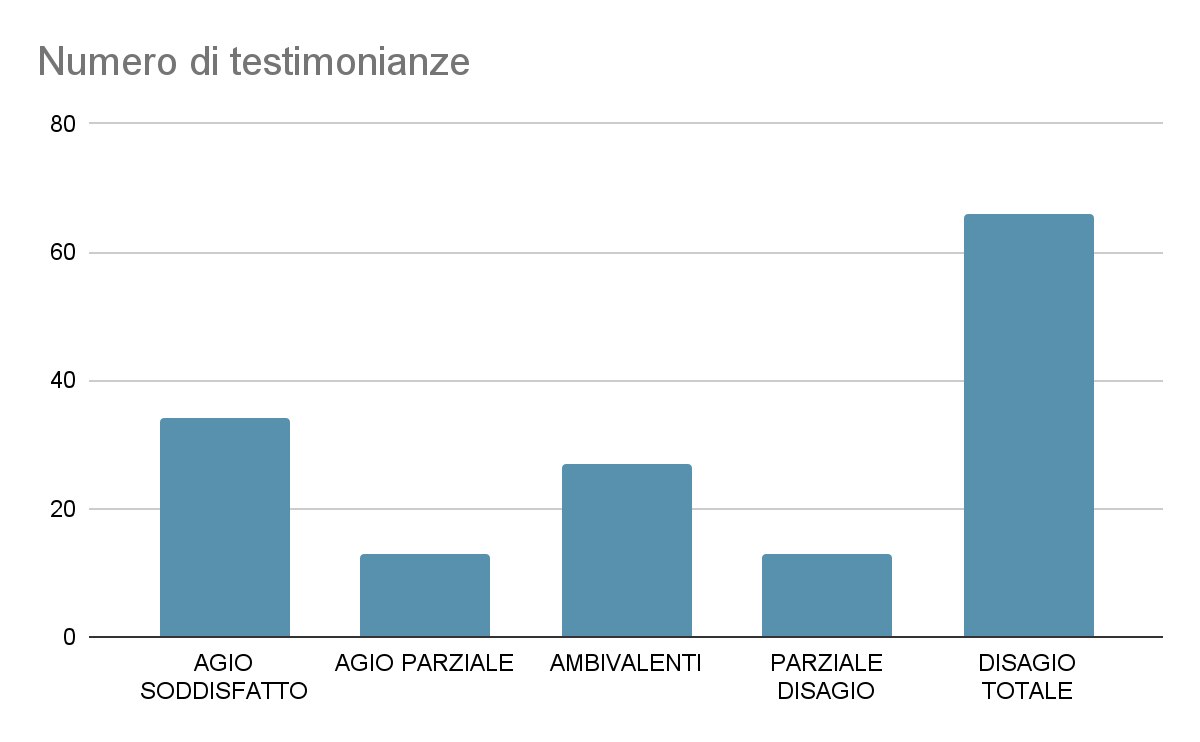 Numero di testimonianze
80
60
40
20
0
AGIO
SODDISFATTO
AGIO PARZIALE
AMBIVALENTI
PARZIALE
DISAGIO
DISAGIO
TOTALE